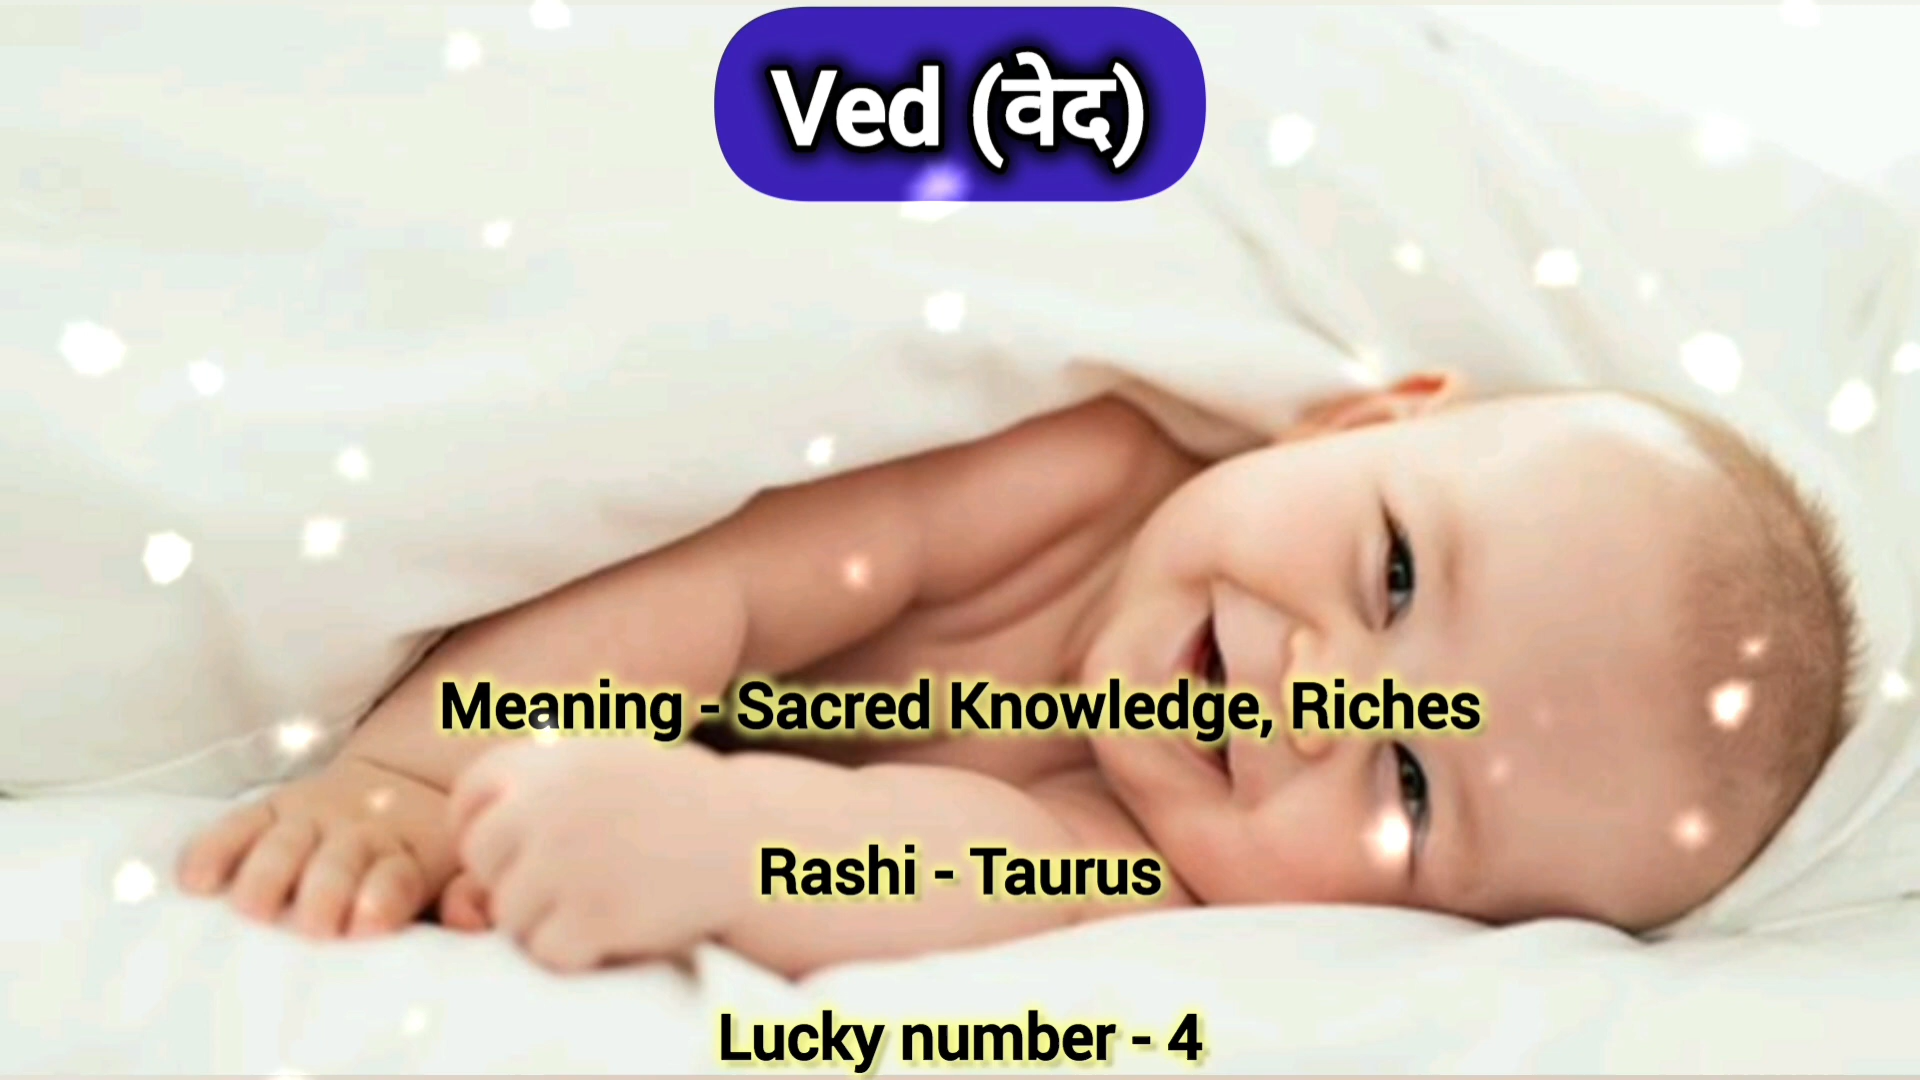 Ved (वेद)
Meaning - Sacred Knowledge, Riches
Rashi - Taurus
Lucky number - 4